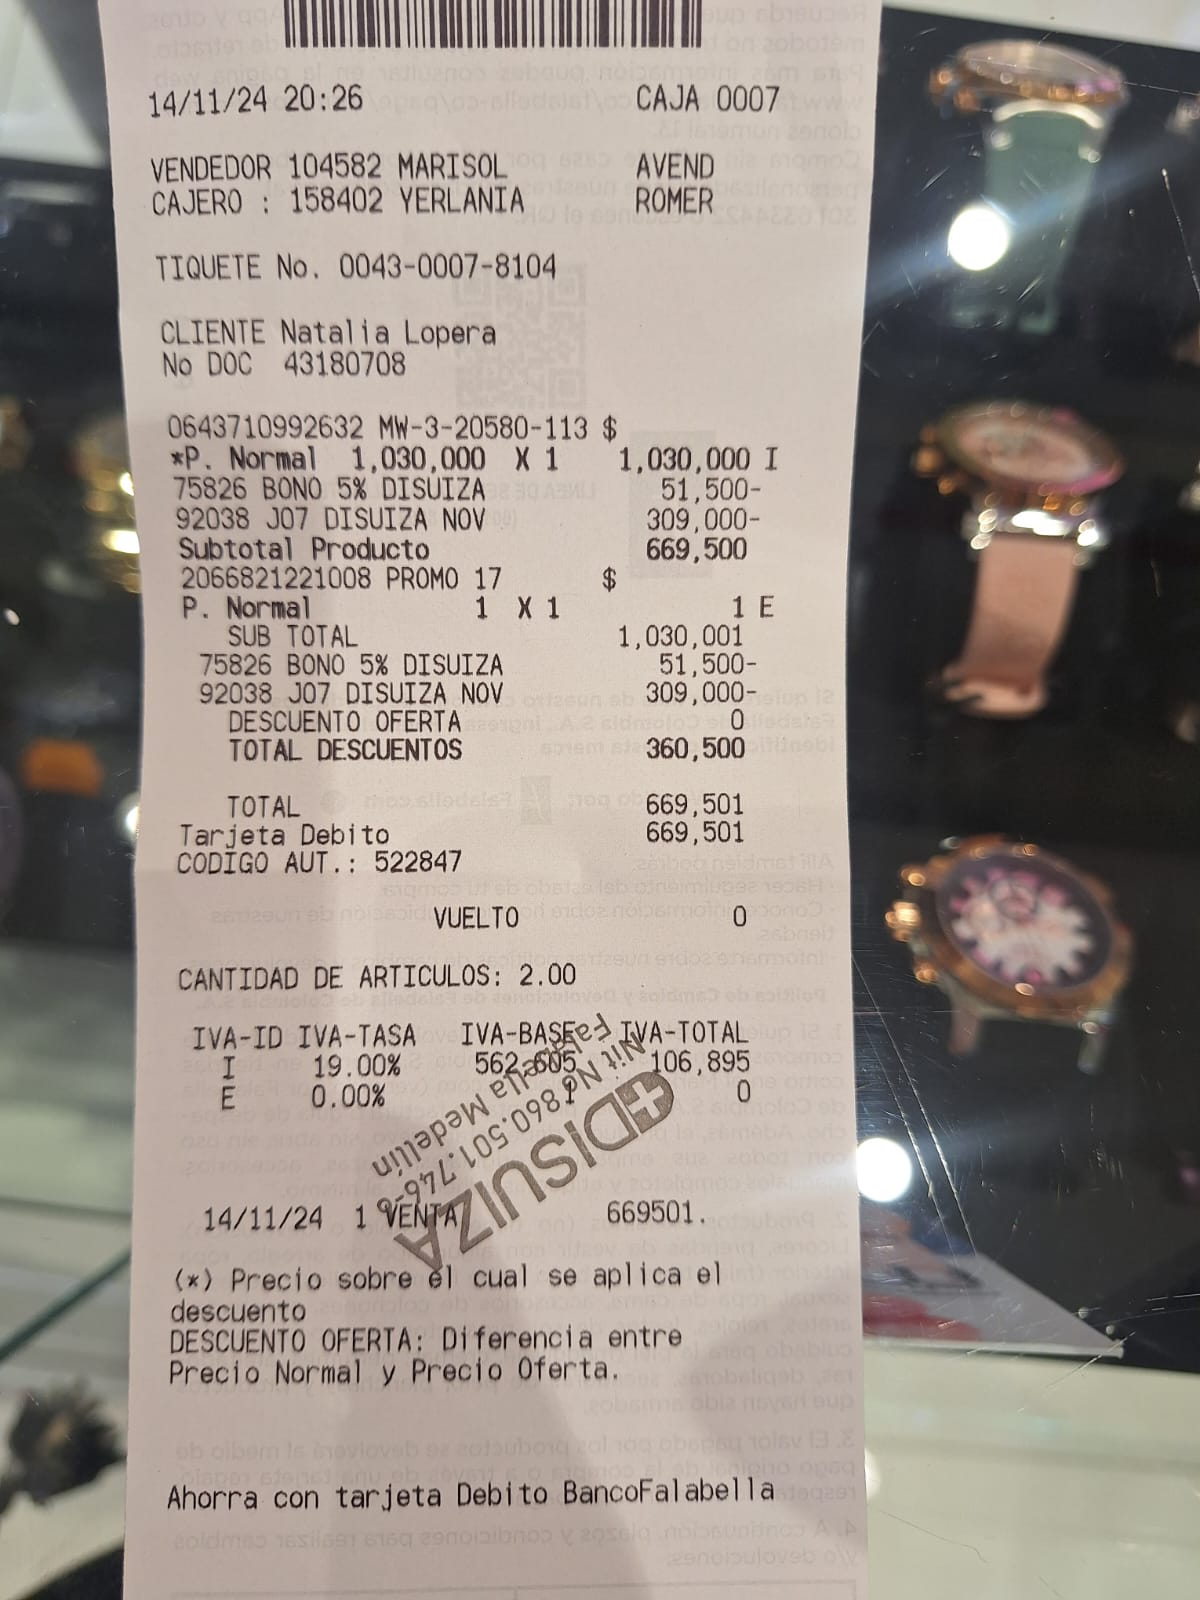 14/11/24 20:26 CAJA 0007
VENDEDOR 104582 MARISOL AVEND
CAJERO : 158402 YERLANIA ROMER
TIQUETE No. 0043-0007-8104
CLIENTE Natalia Lopera
No DOC 43180708
0643710992632 MW-3-20580-113 $
*P. Normal 1,030,000 X 1 1,030,000 I
75826 BONO 5% DISUIZA 51,500-
92038 J07 DISUIZA NOV 309,000-
Subtotal Producto 669,500
2066821221008 PROMO 17 $
P. Normal 1 X 1 1 E
SUB TOTAL 1,030,001
75826 BONO 5% DISUIZA 51,500-
92038 J07 DISUIZA NOV 309,000-
DESCUENTO OFERTA 0
TOTAL DESCUENTOS 360,500
TOTAL 669,501
Tarjeta Debito 669,501
CODIGO AUT.: 522847
VUELTO 0
CANTIDAD DE ARTICULOS: 2.00
IVA-ID IVA-TASA IVA-BASE IVA-TOTAL
I 19.00% 562,605 106,895
E 0.00% 0
DISUIZA
Nit No 860.501.746-6
Falabella Medellín
14/11/24 1 VENTA 669501.
(*) Precio sobre el cual se aplica el
descuento
DESCUENTO OFERTA: Diferencia entre
Precio Normal y Precio Oferta.
Ahorra con tarjeta Debito BancoFalabella